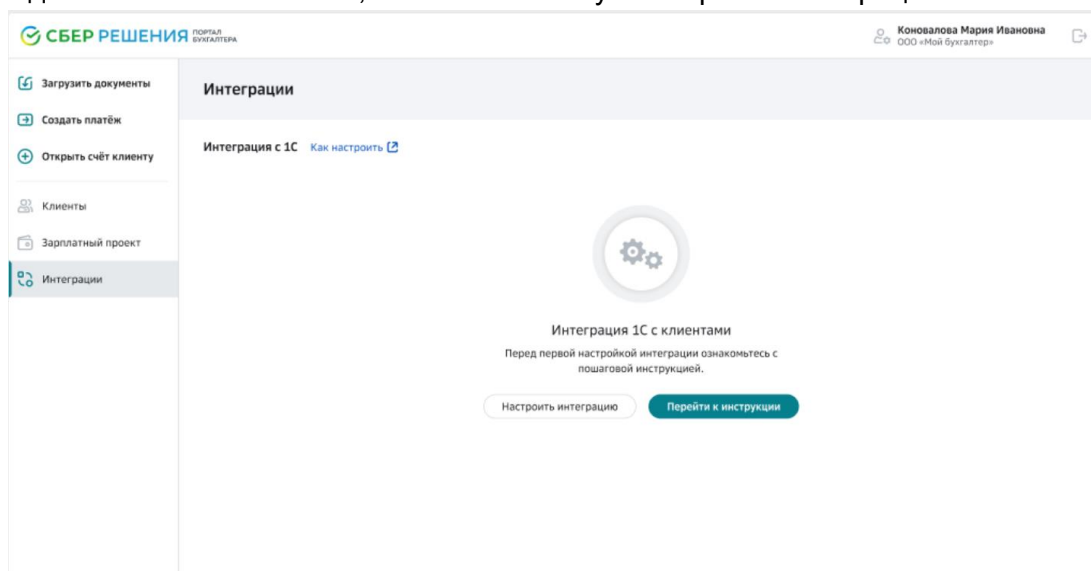 СБЕР РЕШЕНИЯ ПОРТАЛ БУХГАЛТЕРА
Коновалова Мария Ивановна
ООО «Мой бухгалтер»
Загрузить документы
Создать платёж
Открыть счёт клиенту
Клиенты
Зарплатный проект
Интеграции
Интеграции
Интеграция с 1С Как настроить
Интеграция 1С с клиентами
Перед первой настройкой интеграции ознакомьтесь с
пошаговой инструкцией.
Настроить интеграцию
Перейти к инструкции